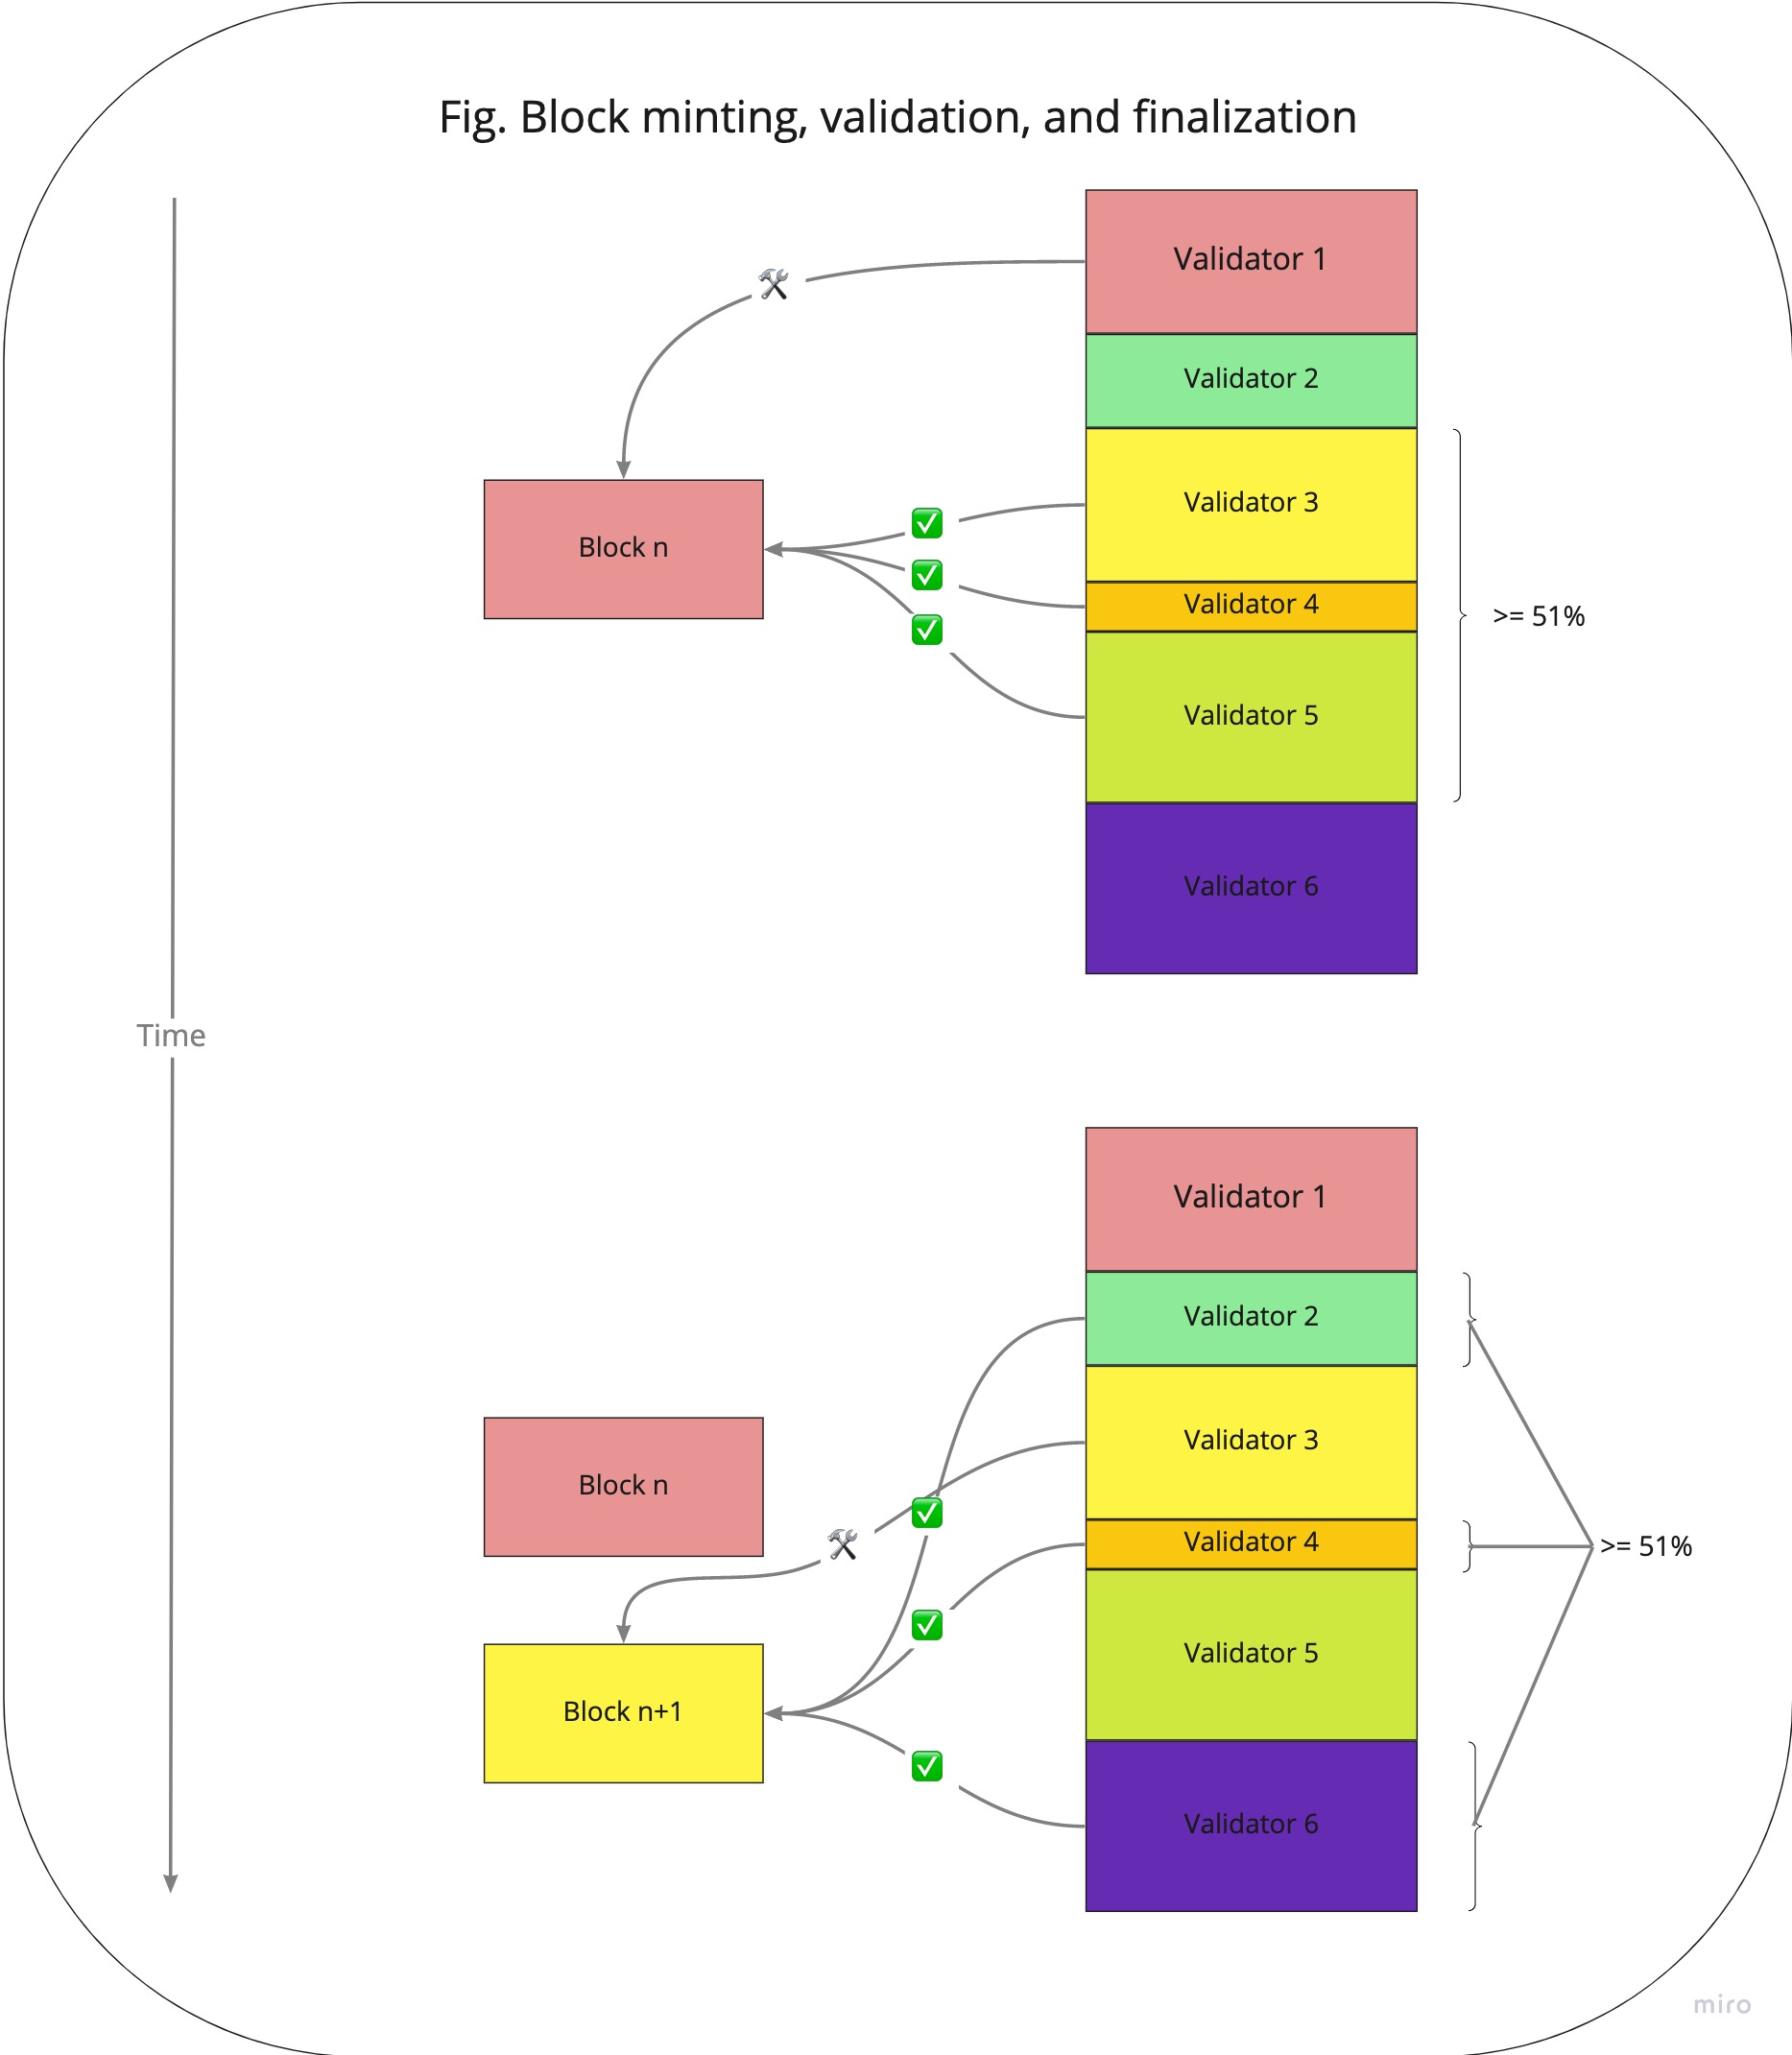 Fig. Block minting, validation, and finalization
Validator 1
Validator 2
Validator 3
Block n
Validator 4
>= 51%
Validator 5
Validator 6
Time
Validator 1
Validator 2
Validator 3
Block n
Validator 4
>= 51%
Validator 5
Block n+1
Validator 6
miro